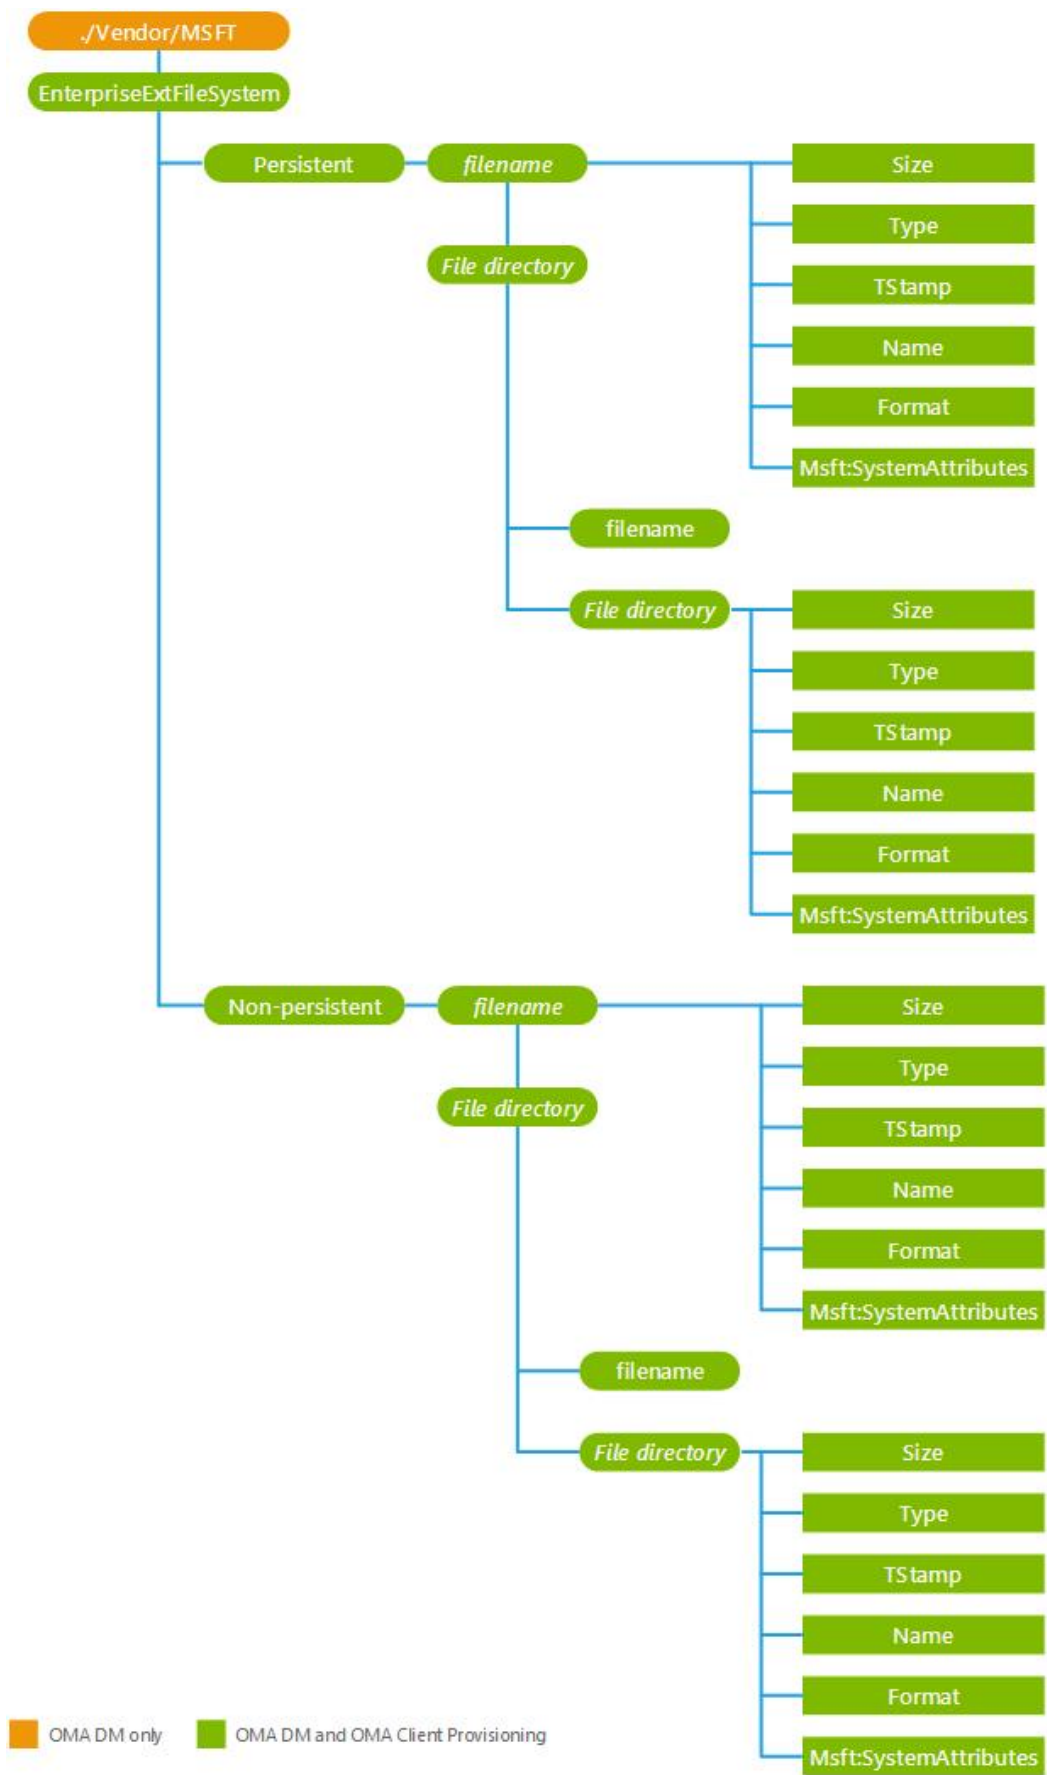 ./Vendor/MSFT
EnterpriseExtFileSystem
Persistent
filename
Size
Type
File directory
TStamp
Name
Format
Msft:SystemAttributes
filename
File directory
Size
Type
TStamp
Name
Format
Msft:SystemAttributes
Non-persistent
filename
Size
Type
File directory
TStamp
Name
Format
Msft:SystemAttributes
filename
File directory
Size
Type
TStamp
Name
Format
OMA DM only
OMA DM and OMA Client Provisioning
Msft:SystemAttributes